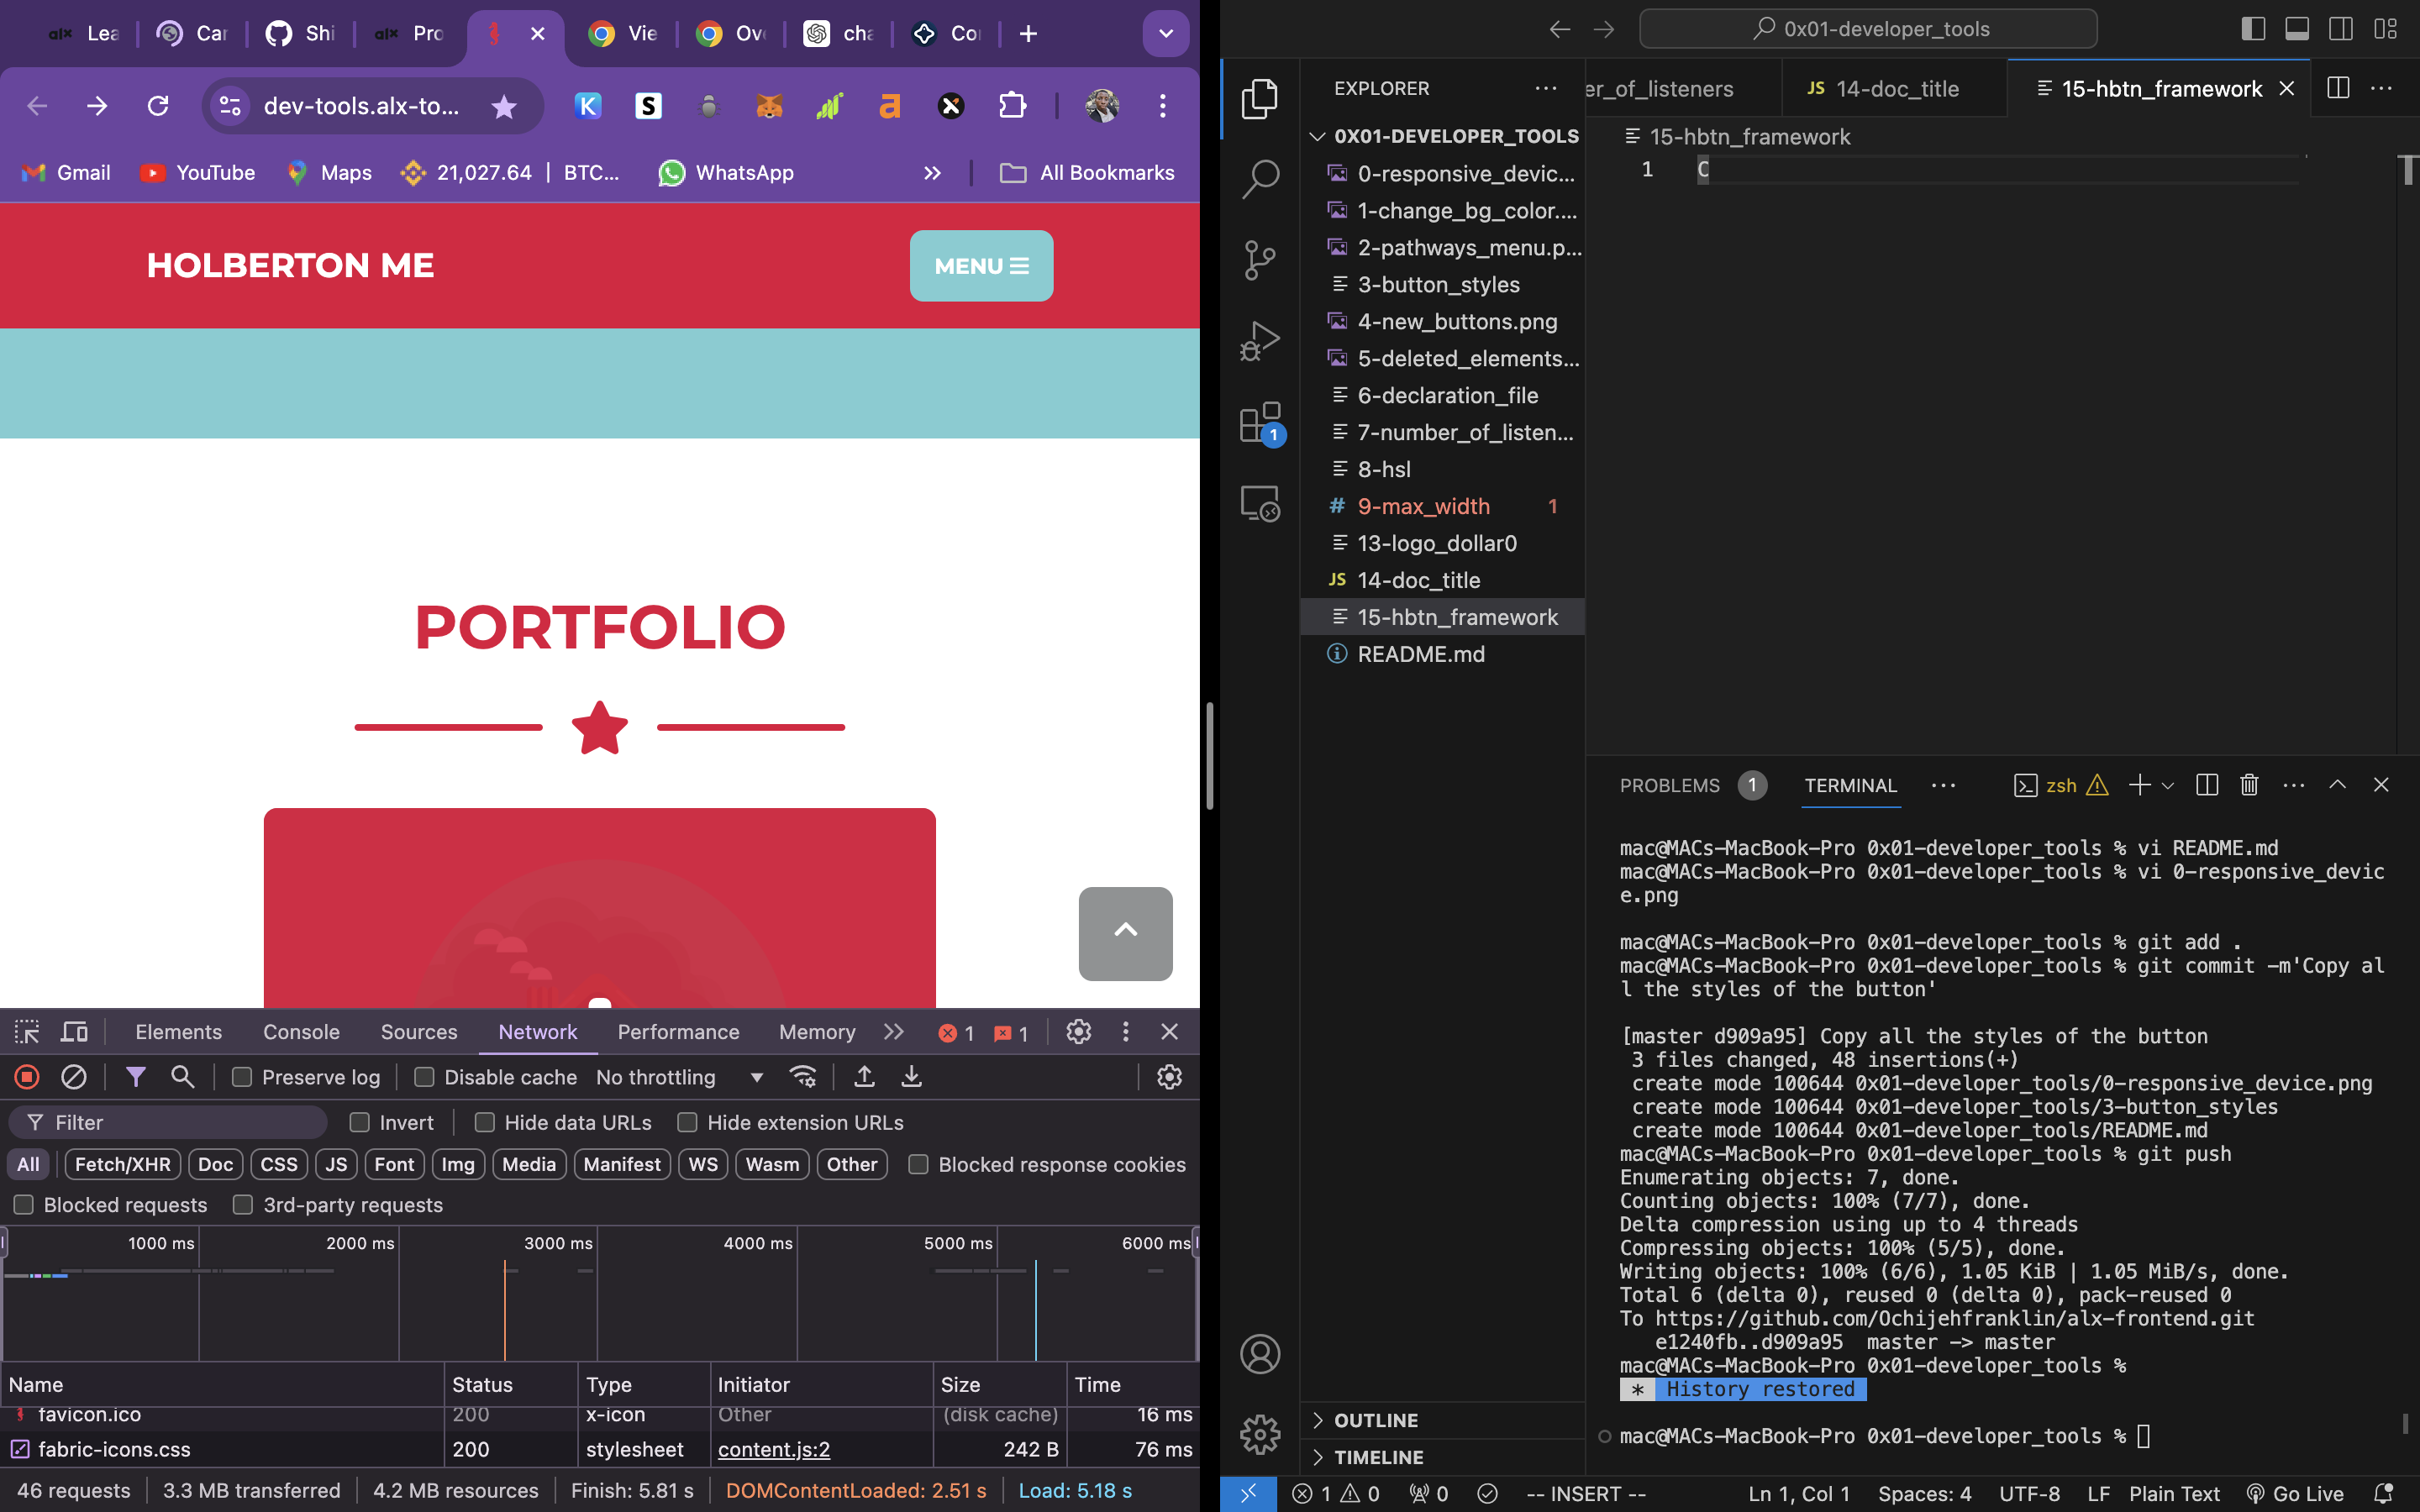 Lea
Car
Shi
Pro
Vie
Ove
cha
Co
dev-tools.alx-to...
Gmail
YouTube
Maps
21,027.64 | BTC...
WhatsApp
All Bookmarks
HOLBERTON ME
MENU
PORTFOLIO
Elements Console Sources Network Performance Memory 1 1
Preserve log Disable cache No throttling
Filter Invert Hide data URLs Hide extension URLs
All Fetch/XHR Doc CSS JS Font Img Media Manifest WS Wasm Other Blocked response cookies
Blocked requests 3rd-party requests
1000 ms 2000 ms 3000 ms 4000 ms 5000 ms 6000 ms
Name Status Type Initiator Size Time
favicon.ico 200 x-icon Other (disk cache) 16 ms
fabric-icons.css 200 stylesheet content.js:2 242 B 76 ms
46 requests 3.3 MB transferred 4.2 MB resources Finish: 5.81 s DOMContentLoaded: 2.51 s Load: 5.18 s
0x01-developer_tools
EXPLORER
0X01-DEVELOPER_TOOLS
0-responsive_devic...
1-change_bg_color....
2-pathways_menu.p...
3-button_styles
4-new_buttons.png
5-deleted_elements...
6-declaration_file
7-number_of_listen...
8-hsl
# 9-max_width 1
13-logo_dollar0
JS 14-doc_title
15-hbtn_framework
README.md
OUTLINE
TIMELINE
1
er_of_listeners JS 14-doc_title 15-hbtn_framework
15-hbtn_framework
1 C
PROBLEMS 1 TERMINAL zsh
mac@MACs-MacBook-Pro 0x01-developer_tools % vi README.md
mac@MACs-MacBook-Pro 0x01-developer_tools % vi 0-responsive_devic
e.png
mac@MACs-MacBook-Pro 0x01-developer_tools % git add .
mac@MACs-MacBook-Pro 0x01-developer_tools % git commit -m'Copy al
l the styles of the button'
[master d909a95] Copy all the styles of the button
3 files changed, 48 insertions(+)
create mode 100644 0x01-developer_tools/0-responsive_device.png
create mode 100644 0x01-developer_tools/3-button_styles
create mode 100644 0x01-developer_tools/README.md
mac@MACs-MacBook-Pro 0x01-developer_tools % git push
Enumerating objects: 7, done.
Counting objects: 100% (7/7), done.
Delta compression using up to 4 threads
Compressing objects: 100% (5/5), done.
Writing objects: 100% (6/6), 1.05 KiB | 1.05 MiB/s, done.
Total 6 (delta 0), reused 0 (delta 0), pack-reused 0
To https://github.com/Ochijehfranklin/alx-frontend.git
e1240fb..d909a95  master -> master
mac@MACs-MacBook-Pro 0x01-developer_tools %
* History restored
mac@MACs-MacBook-Pro 0x01-developer_tools %
1 0 0 -- INSERT -- Ln 1, Col 1 Spaces: 4 UTF-8 LF Plain Text Go Live